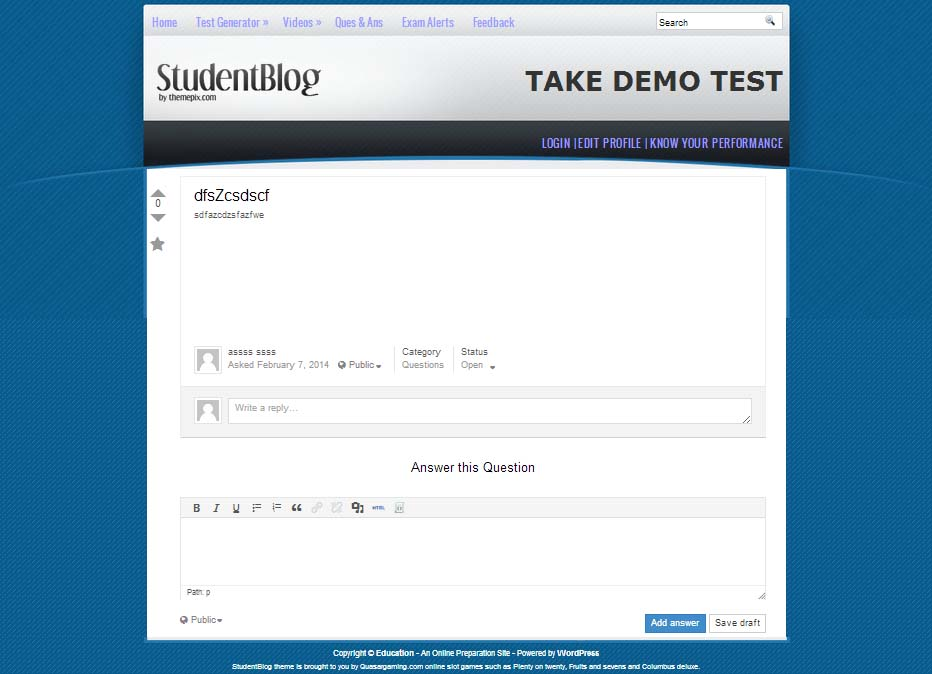 Home Test Generator » Videos » Ques & Ans Exam Alerts Feedback Search
StudentBlog
by themepix.com
TAKE DEMO TEST
LOGIN | EDIT PROFILE | KNOW YOUR PERFORMANCE
0
dfsZcsdscf
sdfazcdzsfazfwe
assss ssss
Asked February 7, 2014 Public
Category
Questions
Status
Open
Write a reply...
Answer this Question
B I U HTML
Path: p
Public
Add answer Save draft
Copyright © Education - An Online Preparation Site - Powered by WordPress
StudentBlog theme is brought to you by Quasargaming.com online slot games such as Plenty on twenty, Fruits and sevens and Columbus deluxe.